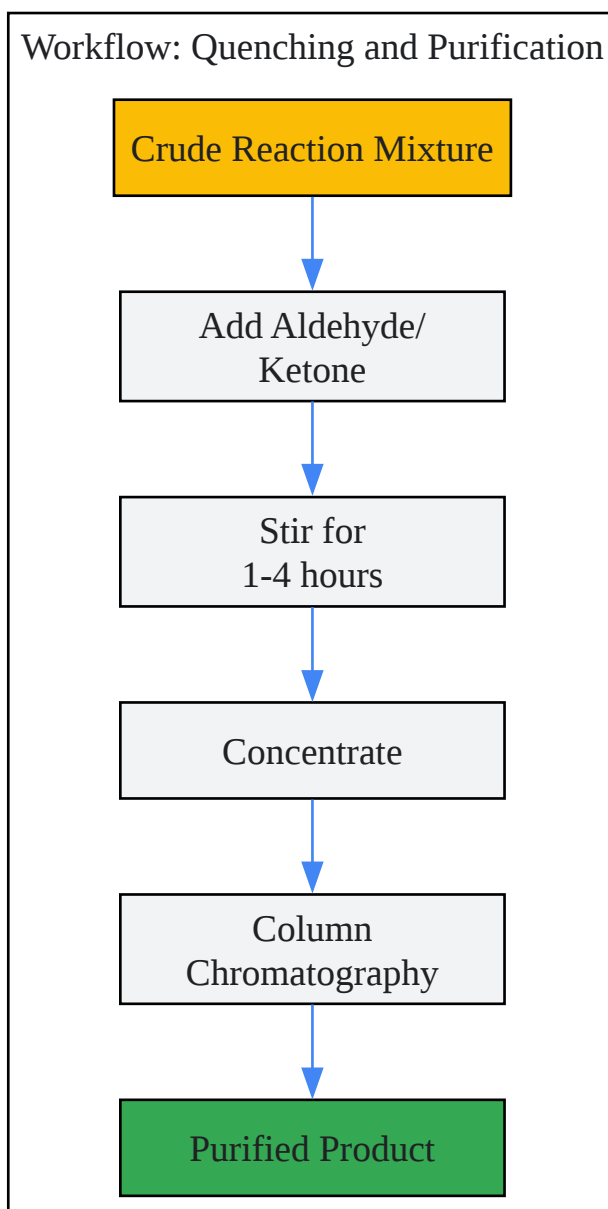 Workflow: Quenching and Purification
Crude Reaction Mixture
Add Aldehyde/
Ketone
Stir for
1-4 hours
Concentrate
Column
Chromatography
Purified Product